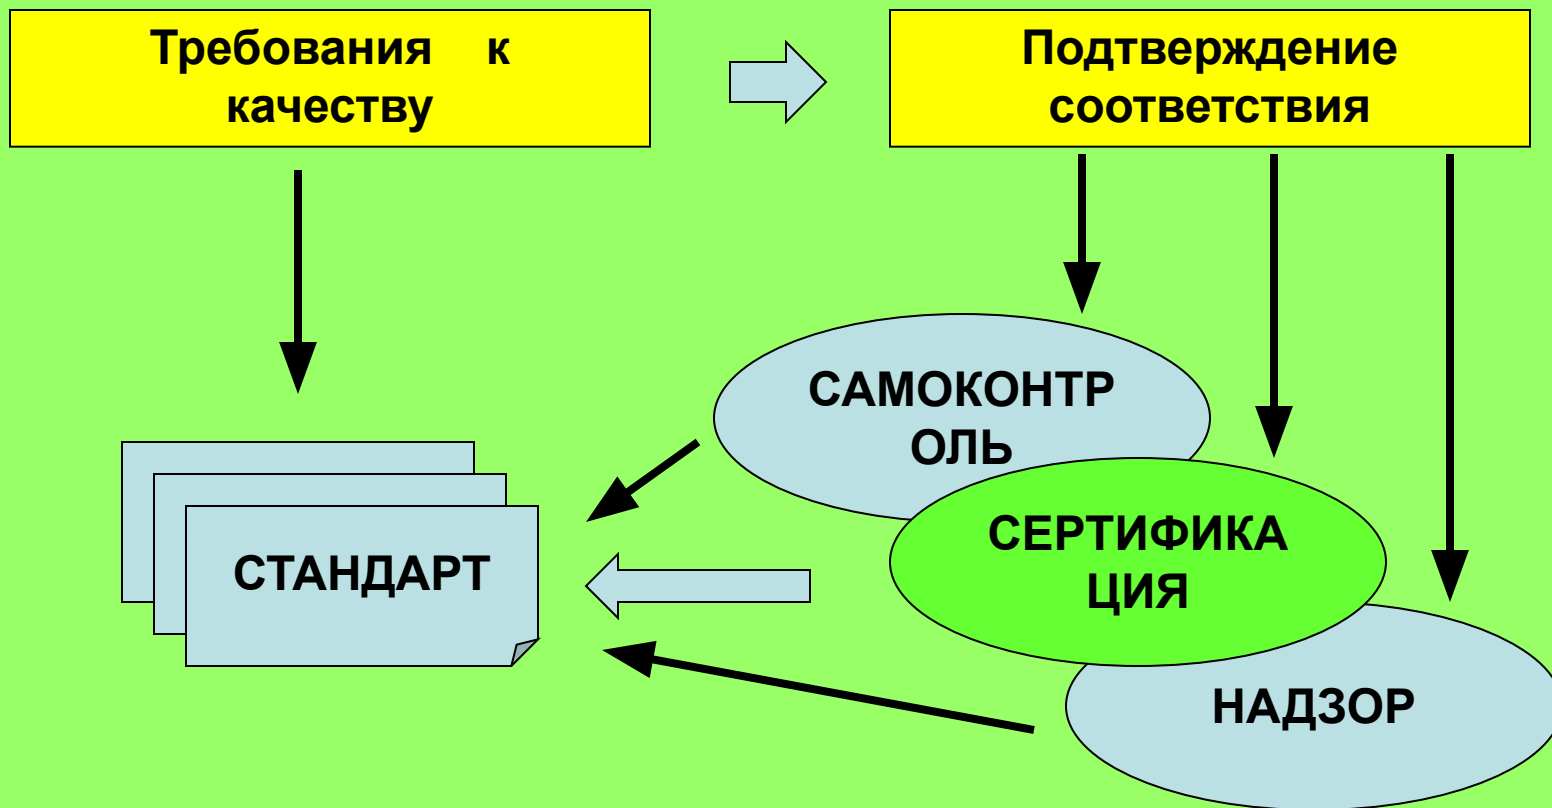 Требования к
качеству
Подтверждение
соответствия
САМОКОНТР
ОЛЬ
СЕРТИФИКА
ЦИЯ
СТАНДАРТ
НАДЗОР